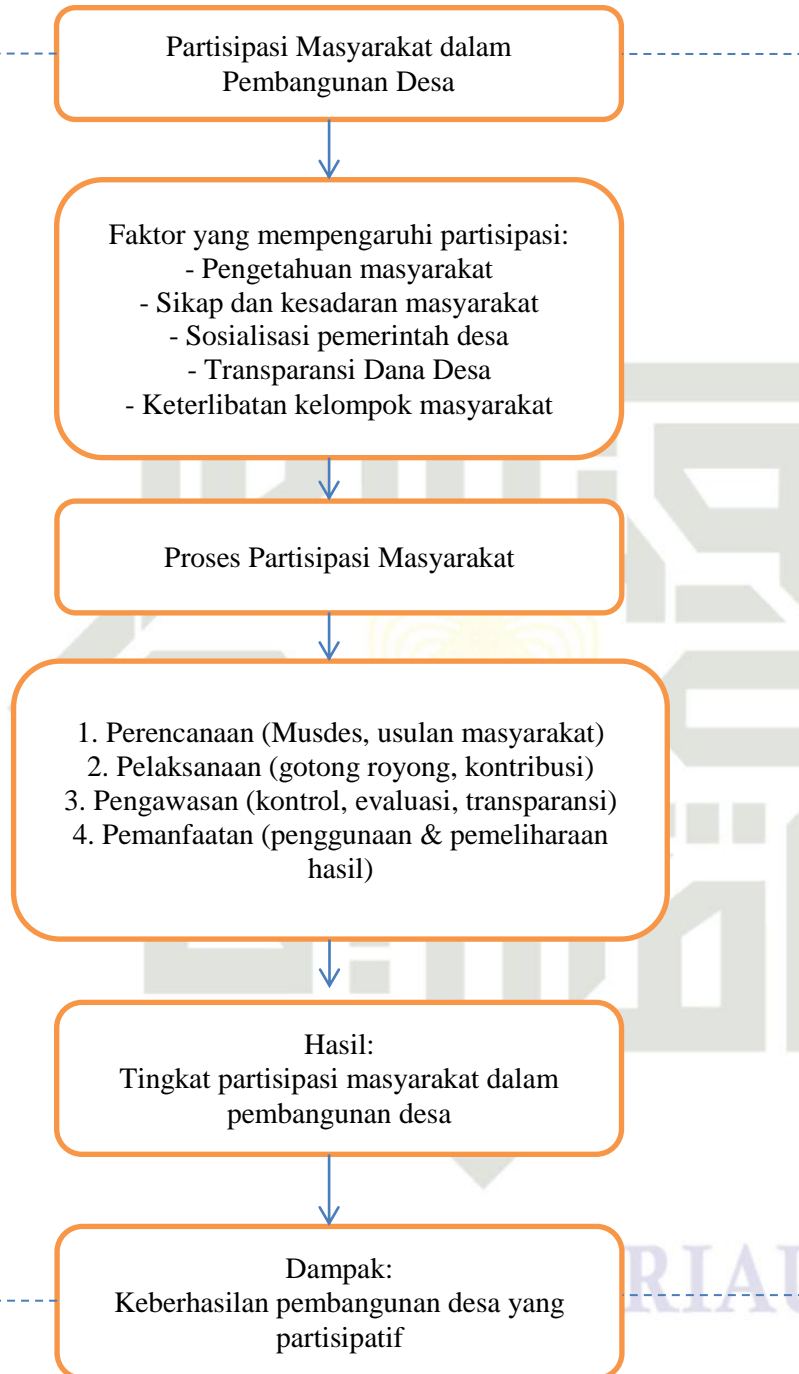 Partisipasi Masyarakat dalam
Pembangunan Desa
Faktor yang mempengaruhi partisipasi:
- Pengetahuan masyarakat
- Sikap dan kesadaran masyarakat
- Sosialisasi pemerintah desa
- Transparansi Dana Desa
- Keterlibatan kelompok masyarakat
Proses Partisipasi Masyarakat
1. Perencanaan (Musdes, usulan masyarakat)
2. Pelaksanaan (gotong royong, kontribusi)
3. Pengawasan (kontrol, evaluasi, transparansi)
4. Pemanfaatan (penggunaan & pemeliharaan
hasil)
Hasil:
Tingkat partisipasi masyarakat dalam
pembangunan desa
Dampak:
Keberhasilan pembangunan desa yang
partisipatif
RIAU